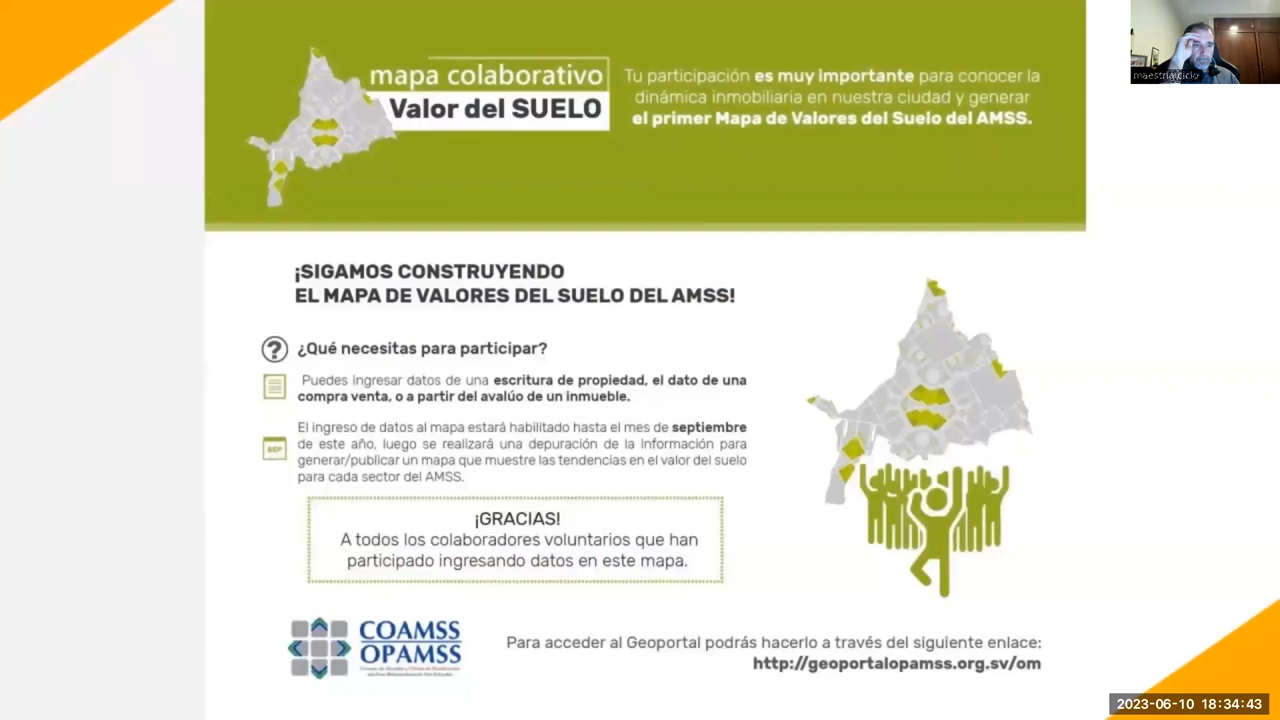 mapa colaborativo
Valor del SUELO
Tu participación es muy importante para conocer la
dinámica inmobiliaria en nuestra ciudad y generar
el primer Mapa de Valores del Suelo del AMSS.
¡SIGAMOS CONSTRUYENDO
EL MAPA DE VALORES DEL SUELO DEL AMSS!
? ¿Qué necesitas para participar?
Puedes ingresar datos de una escritura de propiedad, el dato de una
compra venta, o a partir del avalúo de un inmueble.
SEP
El ingreso de datos al mapa estará habilitado hasta el mes de septiembre
de este año, luego se realizará una depuración de la información para
generar/publicar un mapa que muestre las tendencias en el valor del suelo
para cada sector del AMSS.
¡GRACIAS!
A todos los colaboradores voluntarios que han
participado ingresando datos en este mapa.
COAMSS
OPAMSS
Para acceder al Geoportal podrás hacerlo a través del siguiente enlace:
http://geoportalopamss.org.sv/om
2023-06-10 18:34:43